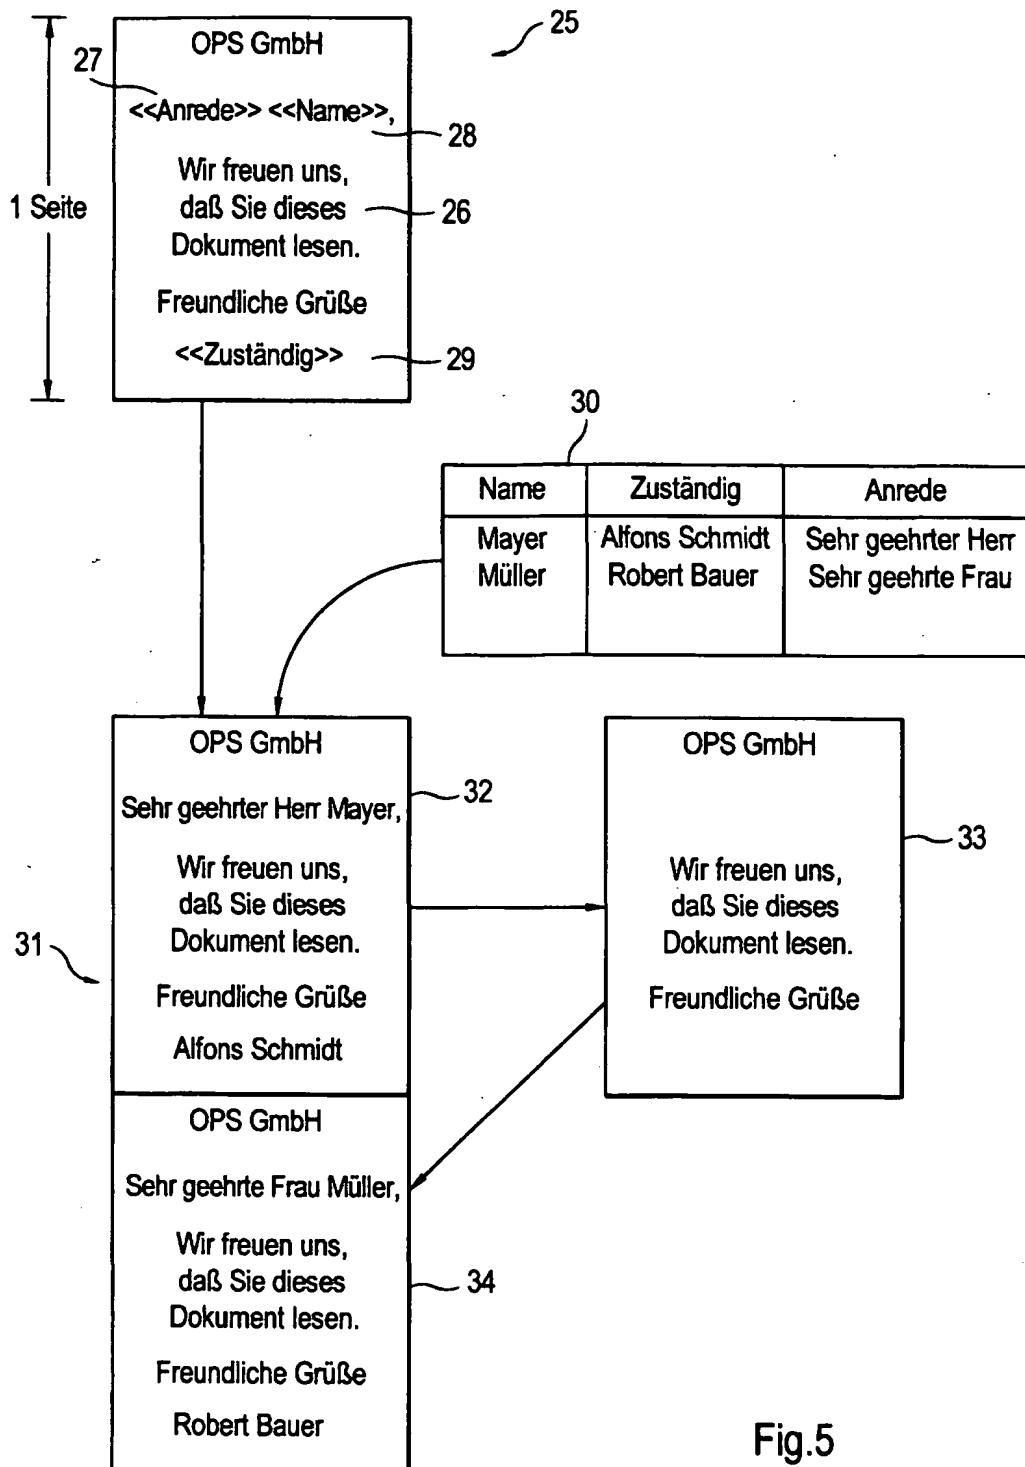 25
OPS GmbH
27
<<Anrede>> <<Name>>,
28
Wir freuen uns,
1 Seite
daß Sie dieses
26
Dokument lesen.
Freundliche Grüße
<<Zuständig>>
29
30
Name Zuständig Anrede
Mayer Alfons Schmidt Sehr geehrter Herr
Müller Robert Bauer Sehr geehrte Frau
OPS GmbH
32
Sehr geehrter Herr Mayer,
Wir freuen uns,
daß Sie dieses
Dokument lesen.
31
Freundliche Grüße
Alfons Schmidt
OPS GmbH
33
Wir freuen uns,
daß Sie dieses
Dokument lesen.
Freundliche Grüße
OPS GmbH
Sehr geehrte Frau Müller,
Wir freuen uns,
daß Sie dieses
34
Dokument lesen.
Freundliche Grüße
Robert Bauer
Fig.5